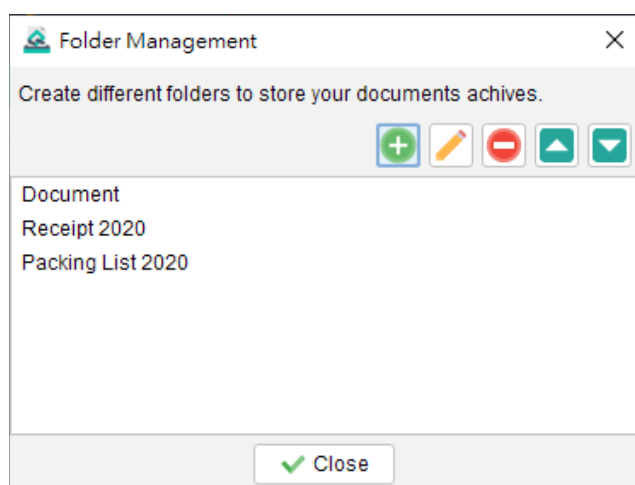 Folder Management
Create different folders to store your documents achives.
Document
Receipt 2020
Packing List 2020
Close